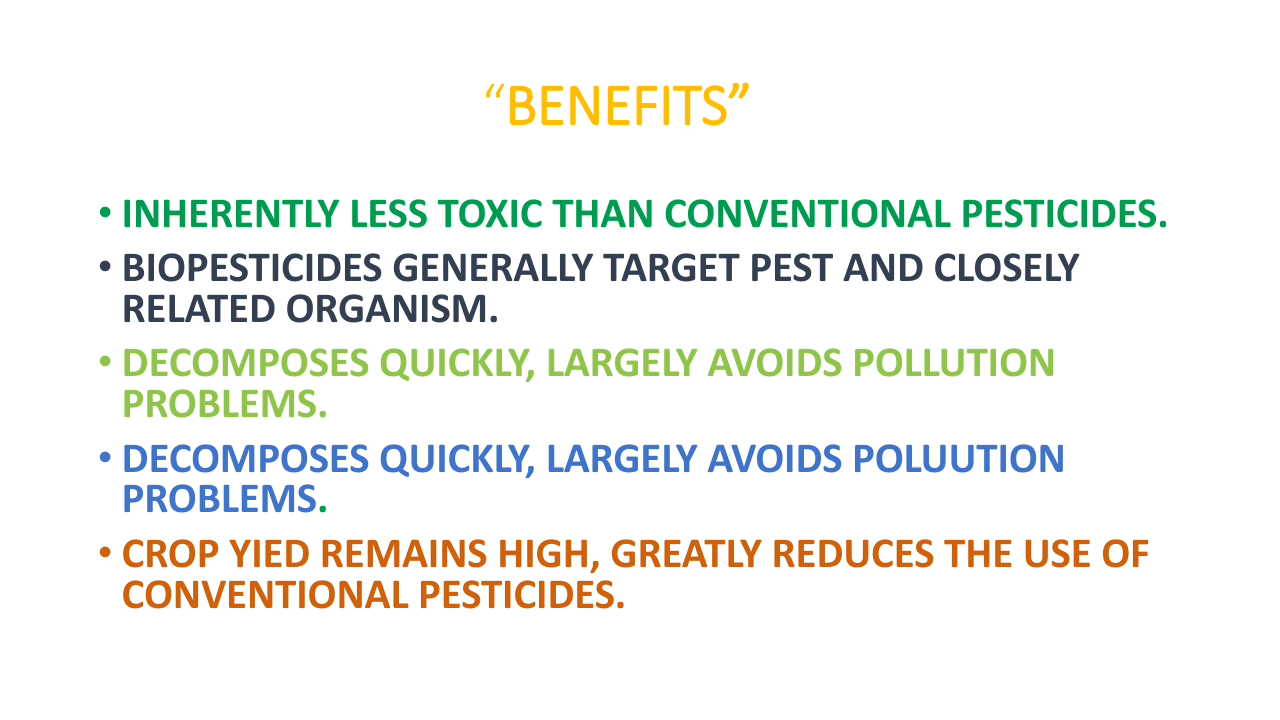 “BENEFITS”
• INHERENTLY LESS TOXIC THAN CONVENTIONAL PESTICIDES.
• BIOPESTICIDES GENERALLY TARGET PEST AND CLOSELY
RELATED ORGANISM.
• DECOMPOSES QUICKLY, LARGELY AVOIDS POLLUTION
PROBLEMS.
• DECOMPOSES QUICKLY, LARGELY AVOIDS POLUUTION
PROBLEMS.
• CROP YIED REMAINS HIGH, GREATLY REDUCES THE USE OF
CONVENTIONAL PESTICIDES.